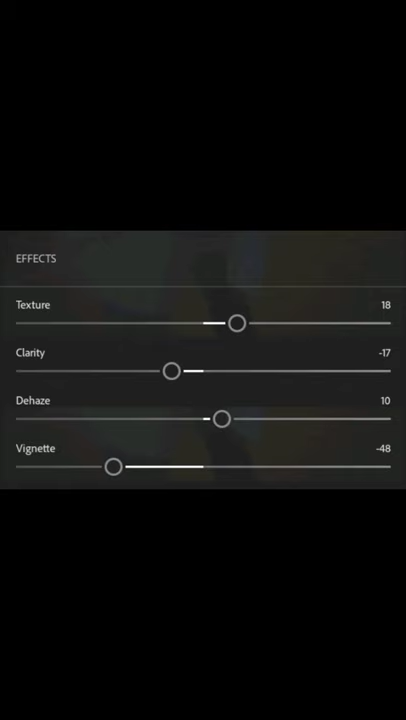 EFFECTS
Texture 18
Clarity -17
Dehaze 10
Vignette -48